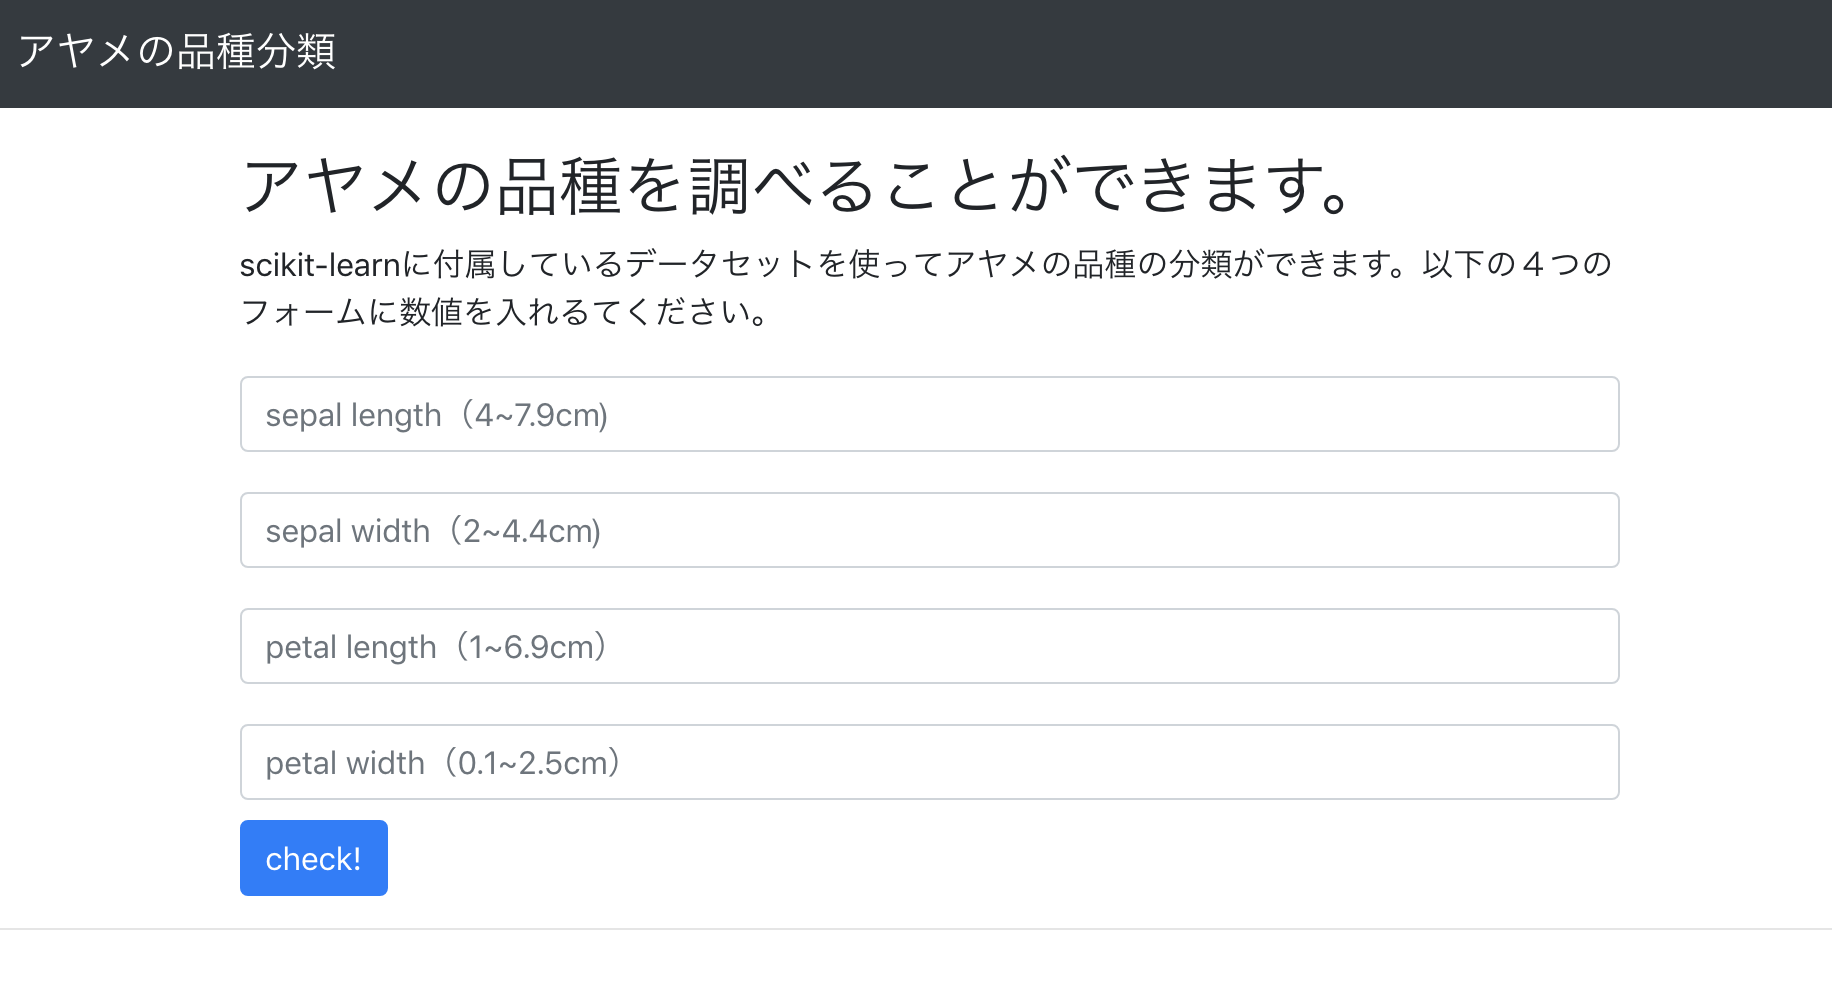 アヤメの品種分類
アヤメの品種を調べることができます。
scikit-learnに付属しているデータセットを使ってアヤメの品種の分類ができます。以下の４つの
フォームに数値を入れるてください。
sepal length（4~7.9cm)
sepal width（2~4.4cm)
petal length（1~6.9cm）
petal width（0.1~2.5cm）
check!